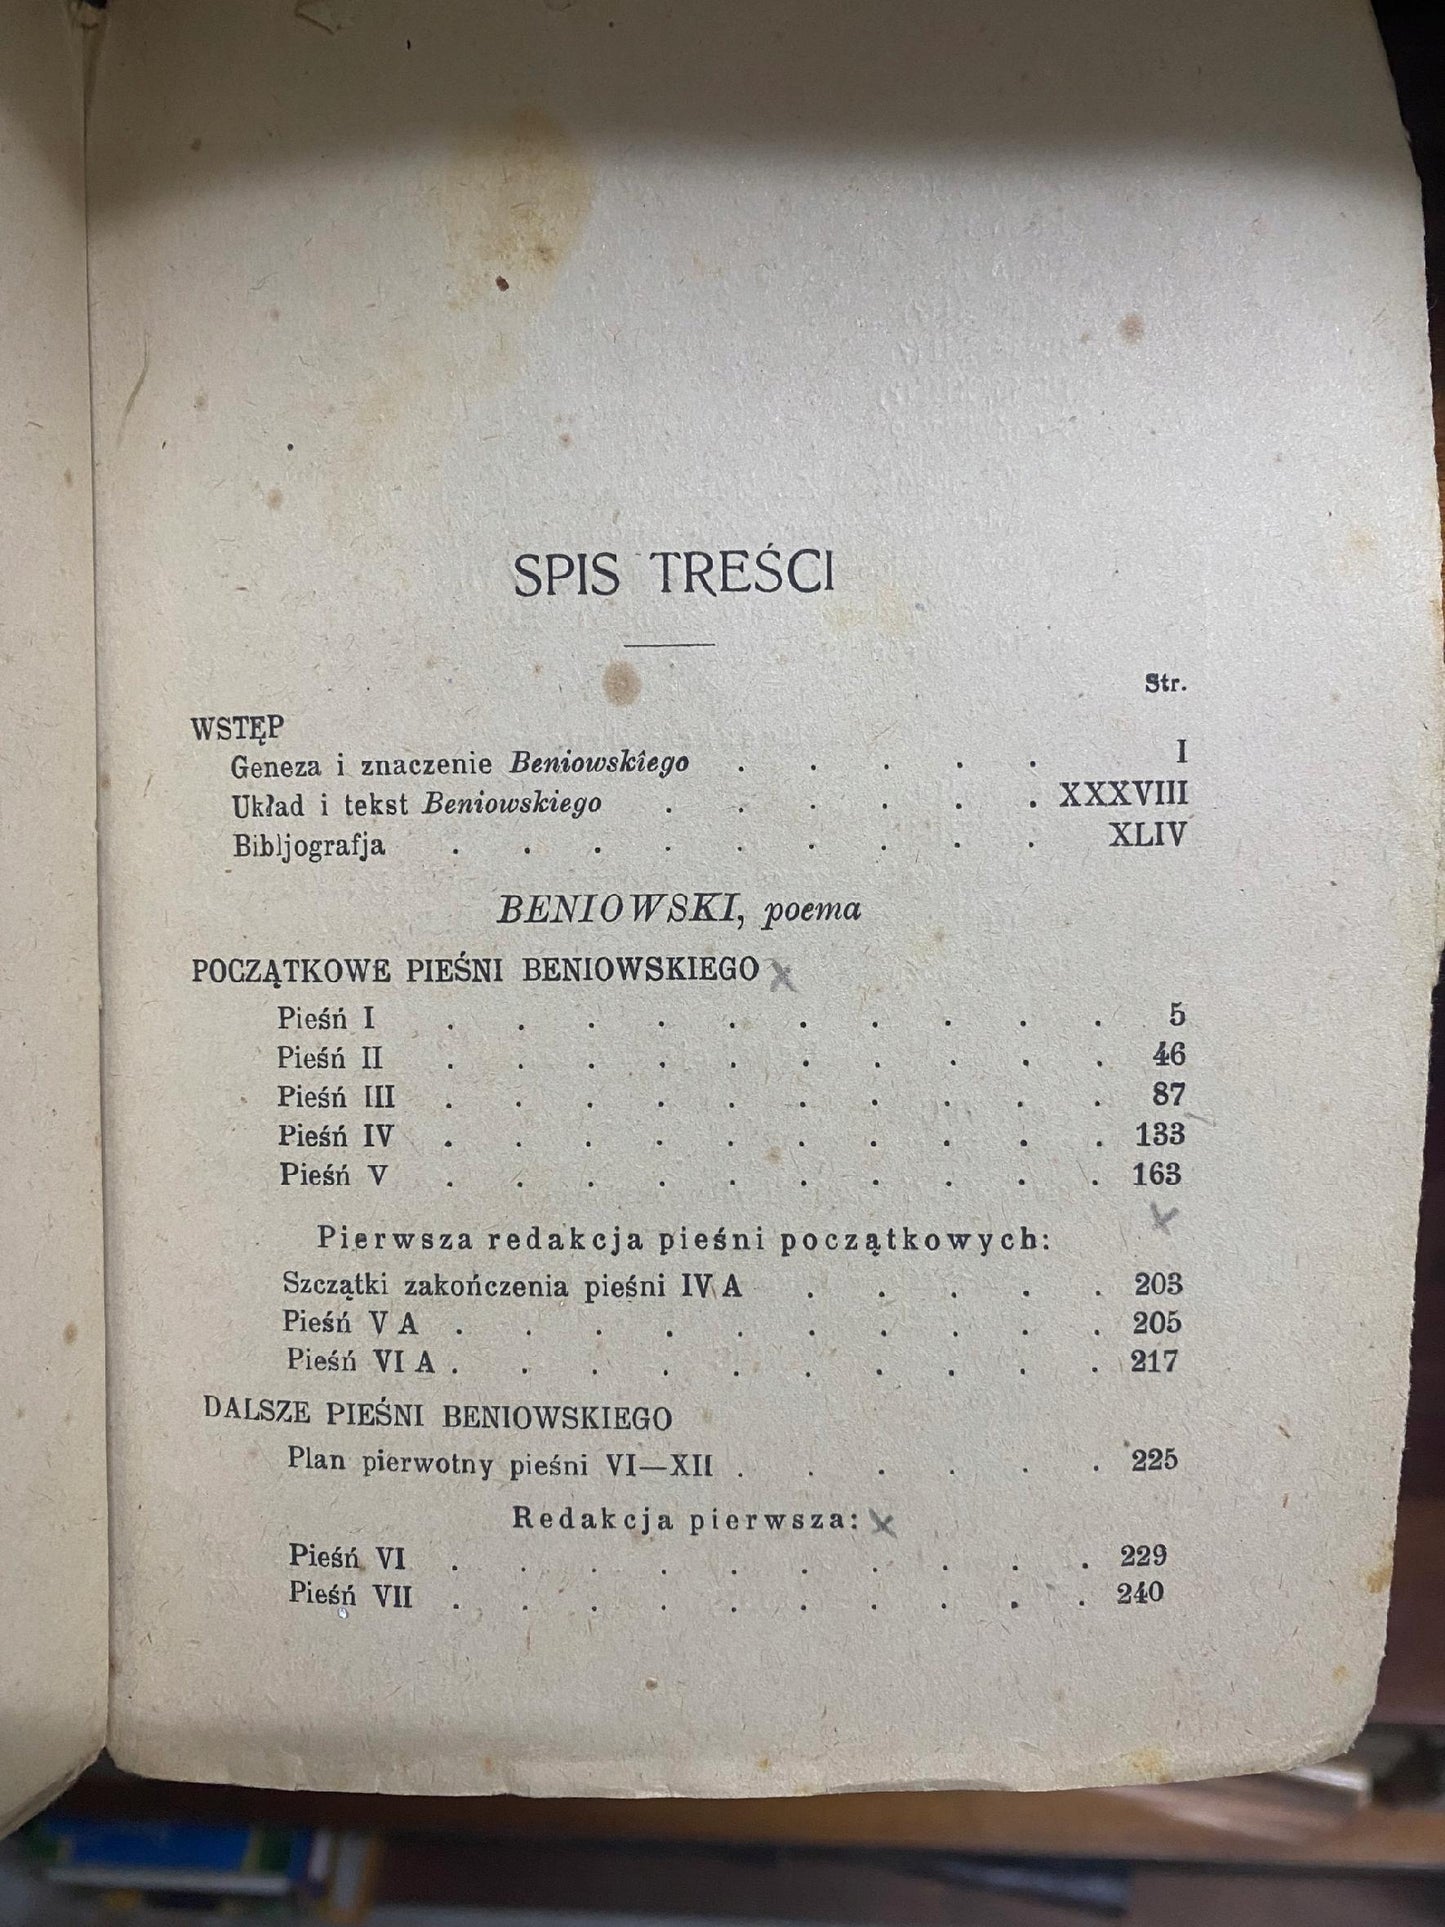 SPIS TREŚCI
Str.
WSTĘP
Geneza i znaczenie Beniowskiego . . . . . I
Układ i tekst Beniowskiego . . . . . . XXXVIII
Bibljografja . . . . . . . . . XLIV
BENIOWSKI, poema
POCZĄTKOWE PIEŚNI BENIOWSKIEGO x
Pieśń I . . . . . . . . . . 5
Pieśń II . . . . . . . . . . 46
Pieśń III . . . . . . . . . . 87
Pieśń IV . . . . . . . . . . 133
Pieśń V . . . . . . . . . . 163
Pierwsza redakcja pieśni początkowych: x
Szczątki zakończenia pieśni IV A . . . . . 203
Pieśń V A . . . . . . . . . . 205
Pieśń VI A . . . . . . . . . . 217
DALSZE PIEŚNI BENIOWSKIEGO
Plan pierwotny pieśni VI—XII . . . . . . 225
Redakcja pierwsza: x
Pieśń VI . . . . . . . . . . 229
Pieśń VII . . . . . . . . . . 240